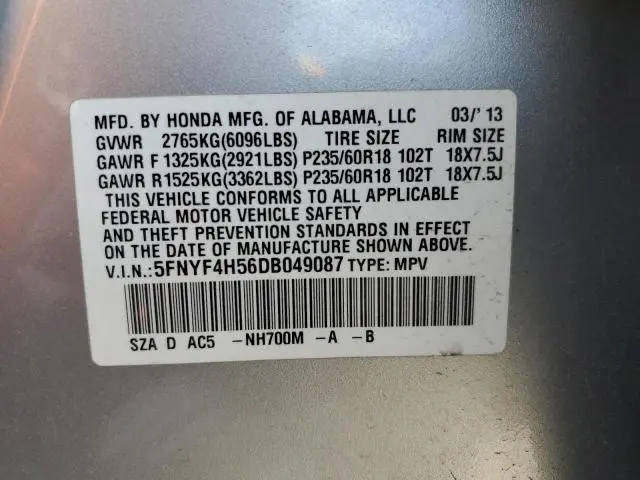 MFD. BY HONDA MFG. OF ALABAMA, LLC 03/'13
GVWR 2765KG(6096LBS) TIRE SIZE RIM SIZE
GAWR F 1325KG(2921LBS) P235/60R18 102T 18X7.5J
GAWR R1525KG(3362LBS) P235/60R18 102T 18X7.5J
THIS VEHICLE CONFORMS TO ALL APPLICABLE
FEDERAL MOTOR VEHICLE SAFETY
AND THEFT PREVENTION STANDARDS IN EFFECT
ON THE DATE OF MANUFACTURE SHOWN ABOVE.
V.I.N.:5FNYF4H56DB049087 TYPE: MPV
SZA D AC5 -NH700M -A -B